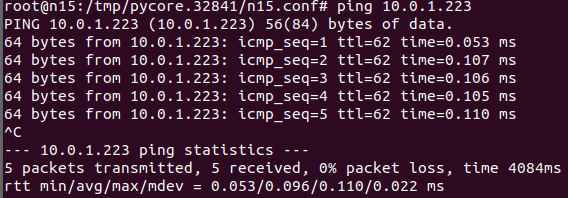 root@n15:/tmp/pycore.32841/n15.conf# ping 10.0.1.223
PING 10.0.1.223 (10.0.1.223) 56(84) bytes of data.
64 bytes from 10.0.1.223: icmp_seq=1 ttl=62 time=0.053 ms
64 bytes from 10.0.1.223: icmp_seq=2 ttl=62 time=0.107 ms
64 bytes from 10.0.1.223: icmp_seq=3 ttl=62 time=0.106 ms
64 bytes from 10.0.1.223: icmp_seq=4 ttl=62 time=0.105 ms
64 bytes from 10.0.1.223: icmp_seq=5 ttl=62 time=0.110 ms
^C
--- 10.0.1.223 ping statistics ---
5 packets transmitted, 5 received, 0% packet loss, time 4084ms
rtt min/avg/max/mdev = 0.053/0.096/0.110/0.022 ms